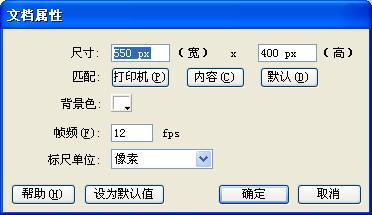 文档属性
尺寸: 550 px (宽) x 400 px (高)
匹配: 打印机(P) 内容(C) 默认(D)
背景色:
帧频(F): 12 fps
标尺单位: 像素
帮助(H) 设为默认值 确定 取消